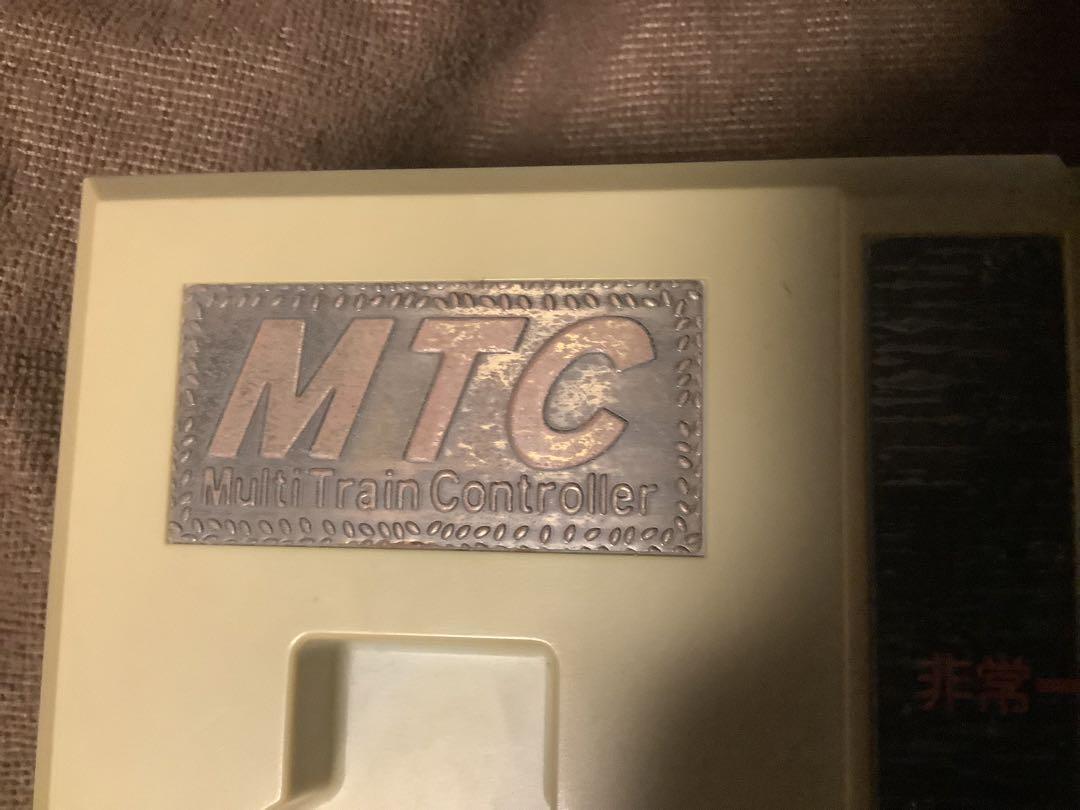 MTC
Multi Train Controller
非常